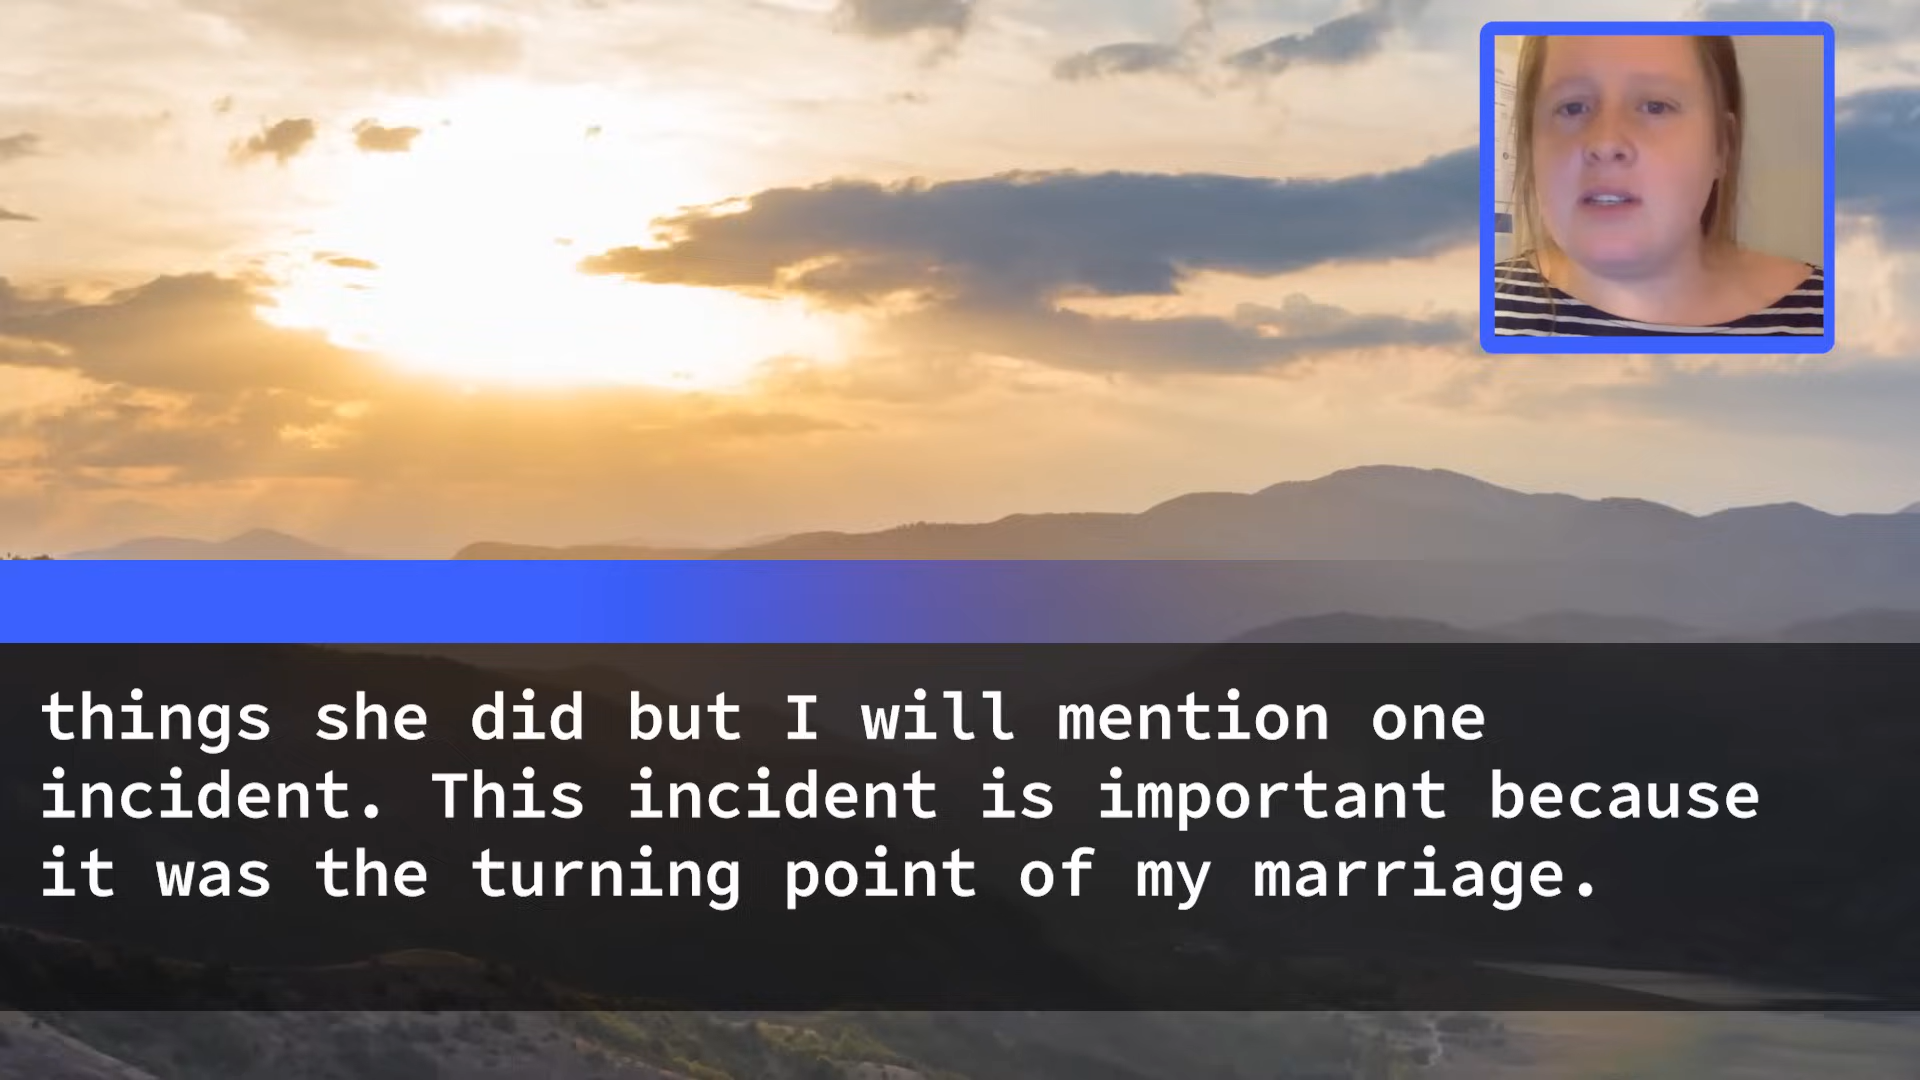 things she did but I will mention one
incident. This incident is important because
it was the turning point of my marriage.